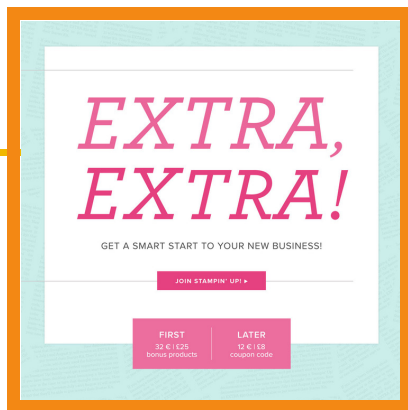 EXTRA,
EXTRA!
GET A SMART START TO YOUR NEW BUSINESS!
JOIN STAMPIN' UP! ▸
FIRST
32 € | £25
bonus products
LATER
12 € | £8
coupon code